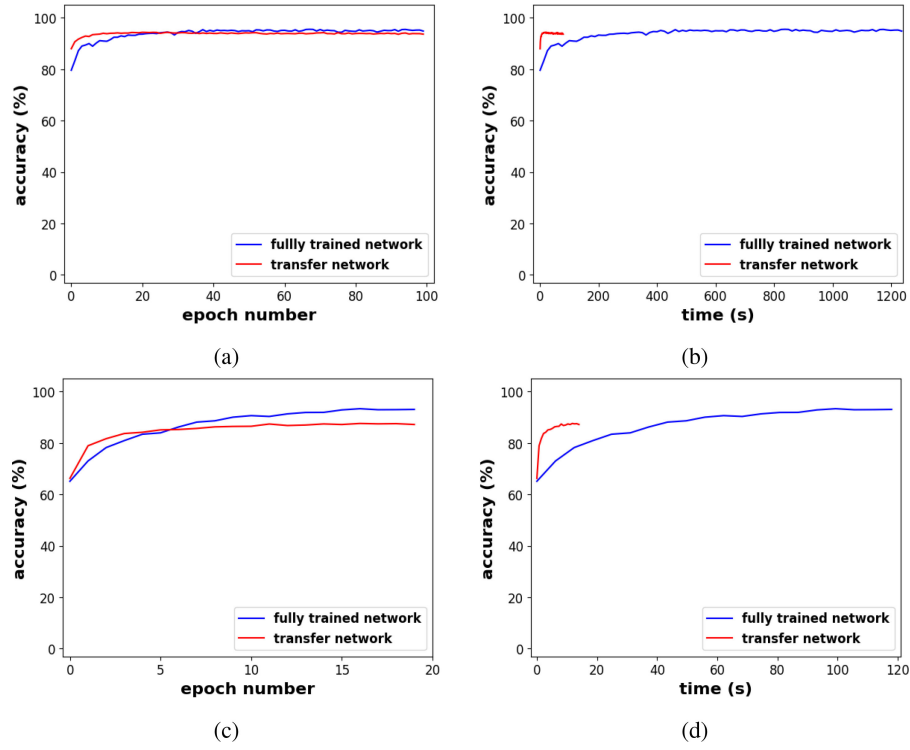 100
80
60
40
20
0
accuracy (%)
0 20 40 60 80 100
epoch number
fullly trained network
transfer network
(a)
100
80
60
40
20
0
accuracy (%)
0 200 400 600 800 1000 1200
time (s)
fullly trained network
transfer network
(b)
100
80
60
40
20
0
accuracy (%)
0 5 10 15 20
epoch number
fully trained network
transfer network
(c)
100
80
60
40
20
0
accuracy (%)
0 20 40 60 80 100 120
time (s)
fully trained network
transfer network
(d)